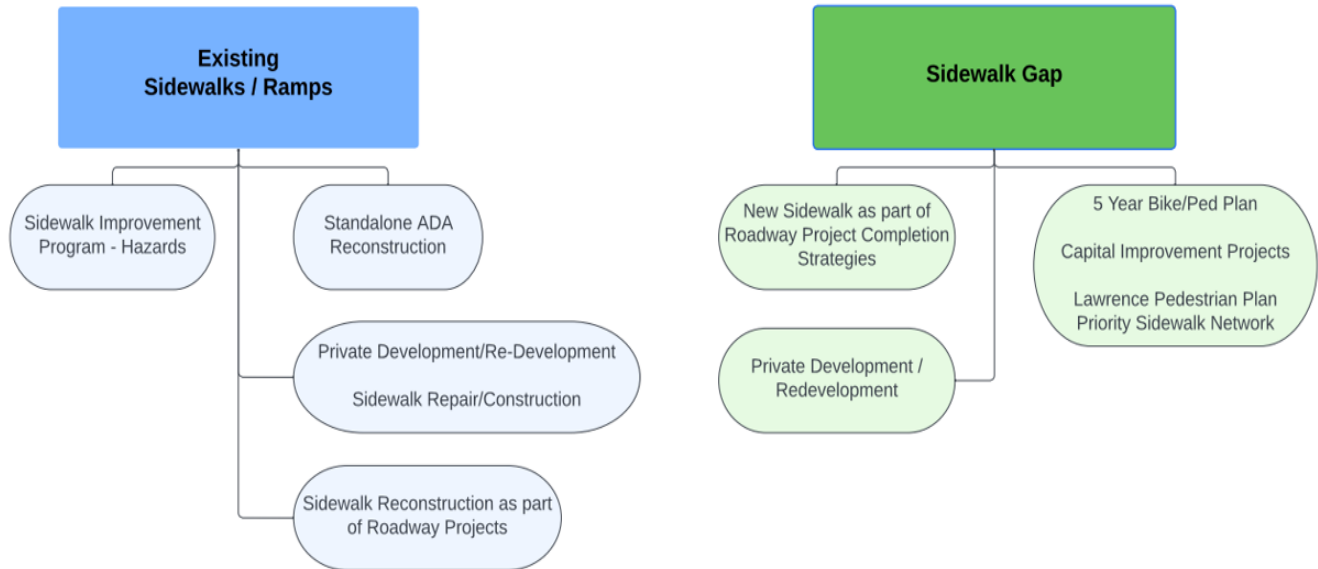 Existing
Sidewalks / Ramps
Sidewalk Improvement
Program - Hazards
Standalone ADA
Reconstruction
Private Development/Re-Development
Sidewalk Repair/Construction
Sidewalk Reconstruction as part
of Roadway Projects
Sidewalk Gap
New Sidewalk as part of
Roadway Project Completion
Strategies
5 Year Bike/Ped Plan
Capital Improvement Projects
Lawrence Pedestrian Plan
Priority Sidewalk Network
Private Development /
Redevelopment